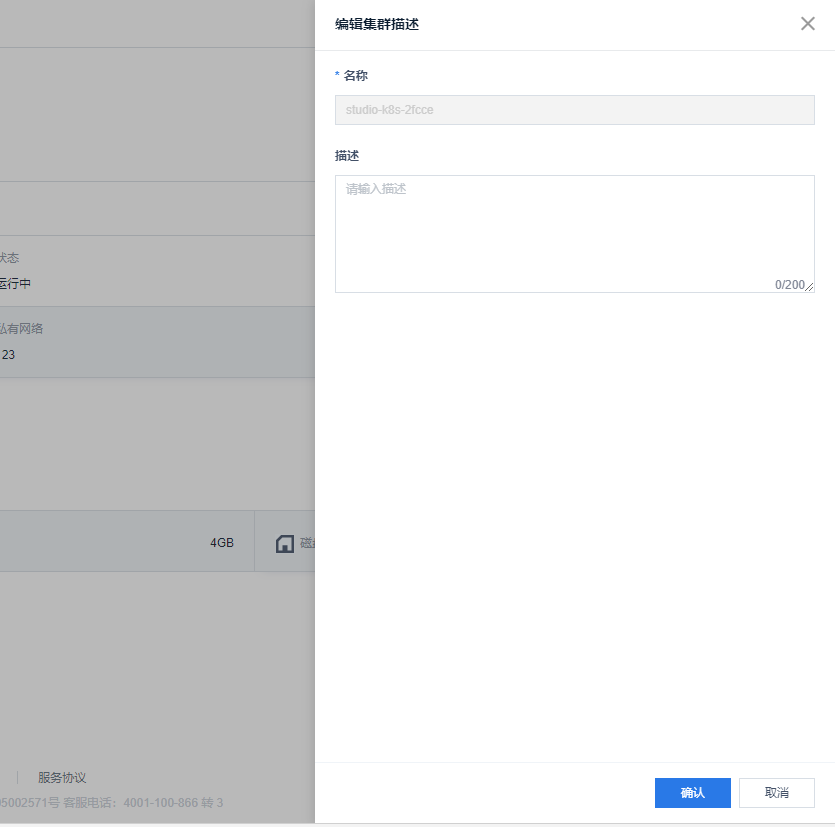 编辑集群描述
* 名称
studio-k8s-2fcce
描述
请输入描述
0/200
状态
运行中
私有网络
123
4GB
服务协议
05002571号 客服电话：4001-100-866 转 3
确认
取消